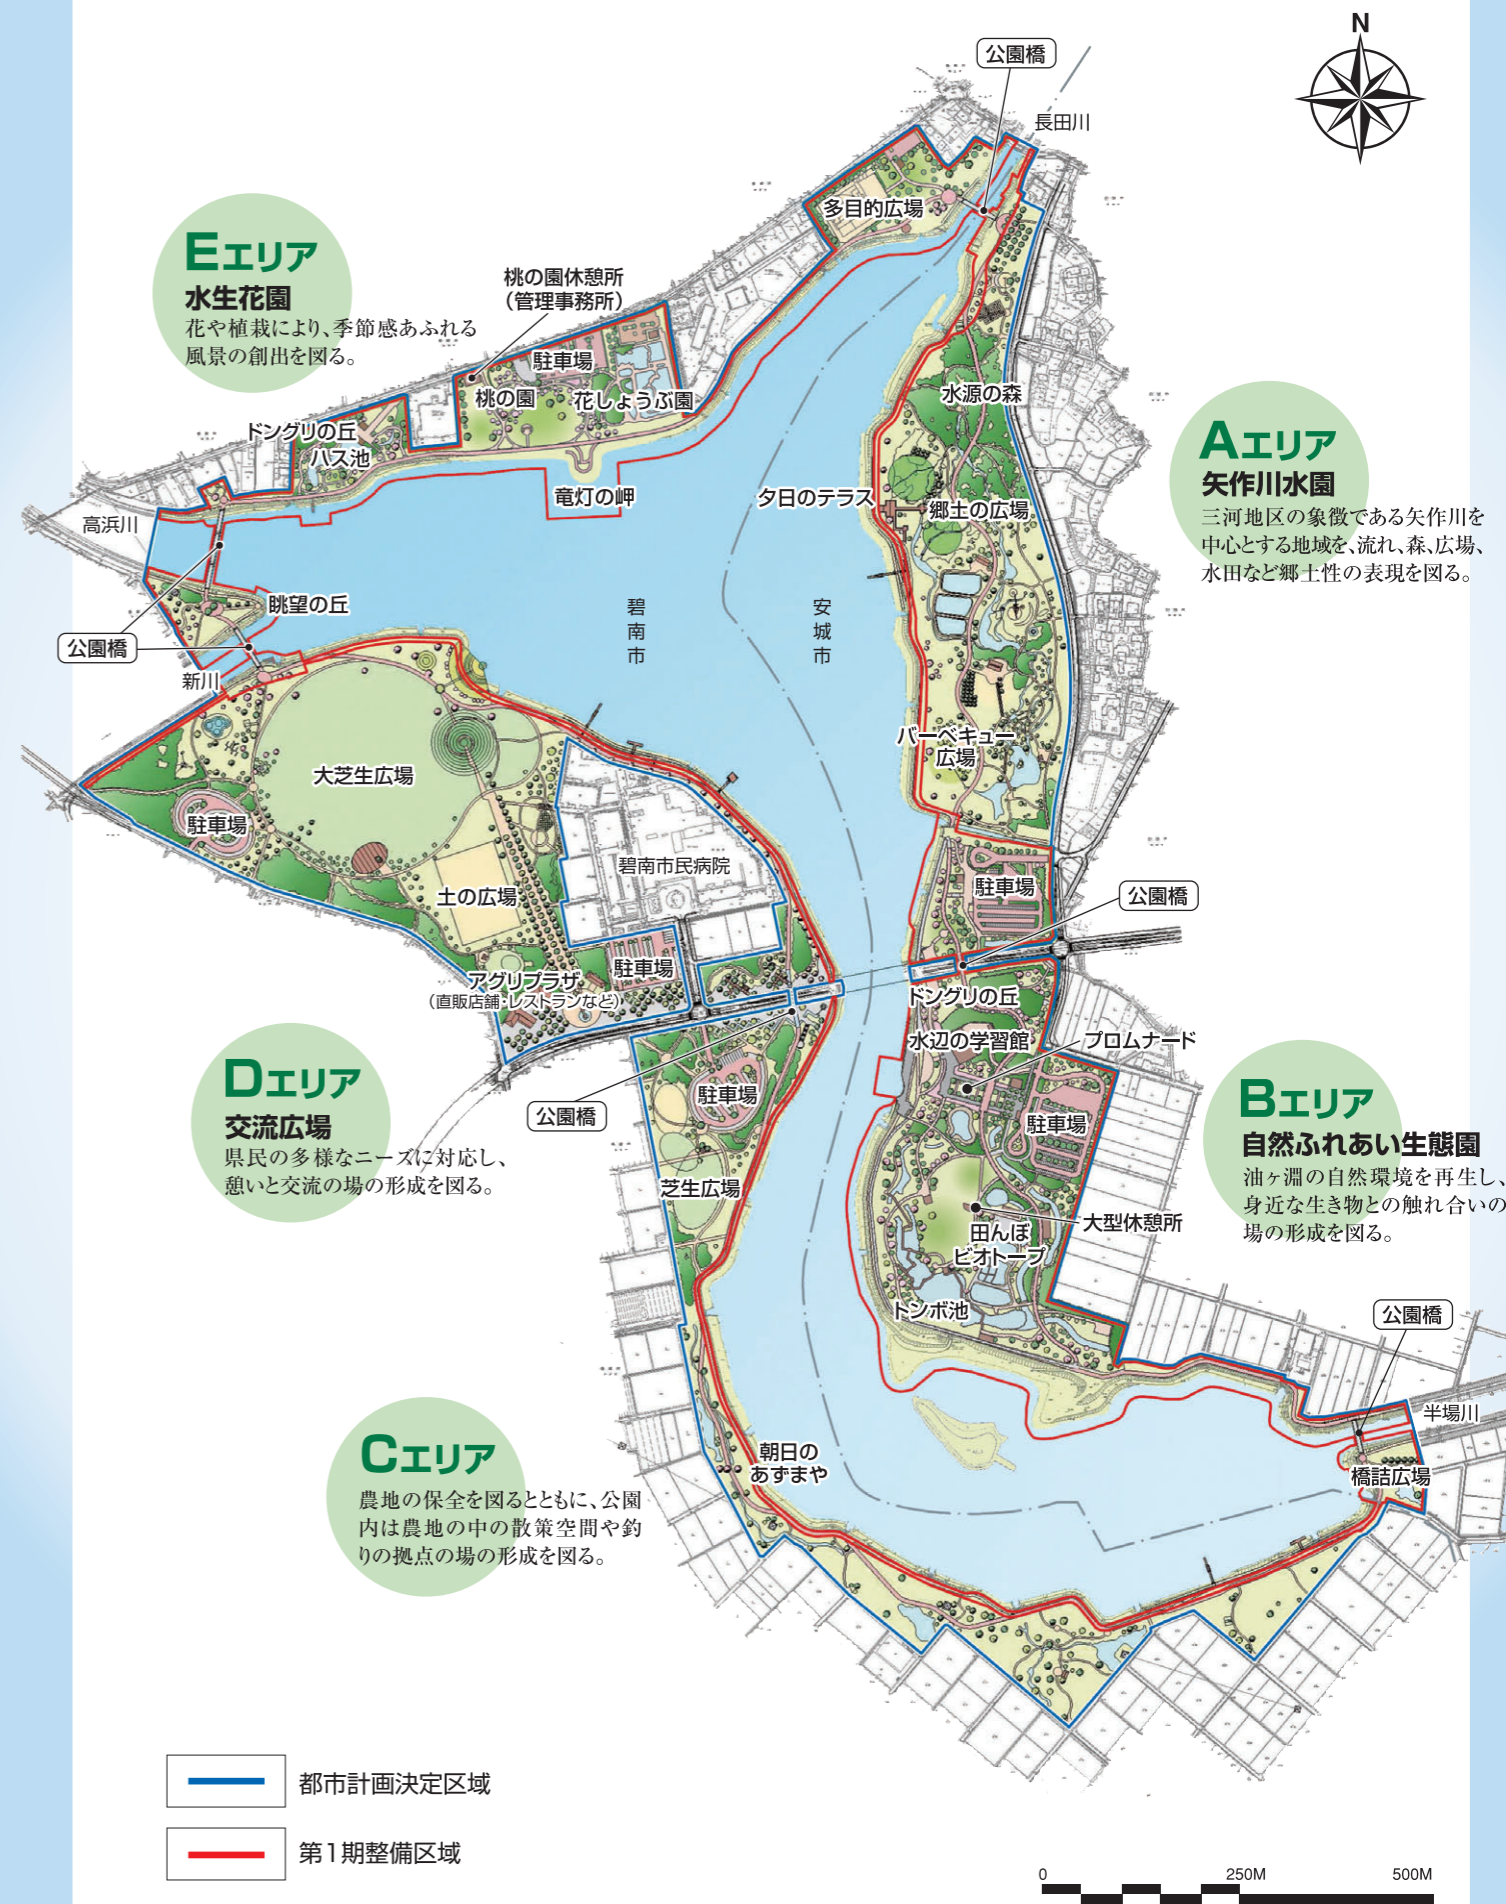 N
公園橋
長田川
多目的広場
Eエリア
水生花園
花や植栽により、季節感あふれる
風景の創出を図る。
桃の園休憩所
（管理事務所）
駐車場
桃の園
花しょうぶ園
ドングリの丘
ハス池
竜灯の岬
高浜川
公園橋
眺望の丘
新川
水源の森
夕日のテラス
郷土の広場
Aエリア
矢作川水園
三河地区の象徴である矢作川を
中心とする地域を、流れ、森、広場、
水田など郷土性の表現を図る。
碧南市
安城市
バーベキュー
広場
大芝生広場
駐車場
土の広場
碧南市民病院
駐車場
公園橋
アグリプラザ
（直販店舗・レストランなど）
駐車場
ドングリの丘
水辺の学習館
プロムナード
Dエリア
交流広場
県民の多様なニーズに対応し、
憩いと交流の場の形成を図る。
公園橋
駐車場
芝生広場
駐車場
Bエリア
自然ふれあい生態園
油ヶ淵の自然環境を再生し、
身近な生き物との触れ合いの
場の形成を図る。
大型休憩所
田んぼ
ビオトープ
トンボ池
公園橋
半場川
橋詰広場
Cエリア
農地の保全を図るとともに、公園
内は農地の中の散策空間や釣
りの拠点の場の形成を図る。
朝日の
あずまや
都市計画決定区域
第1期整備区域
0 250M 500M